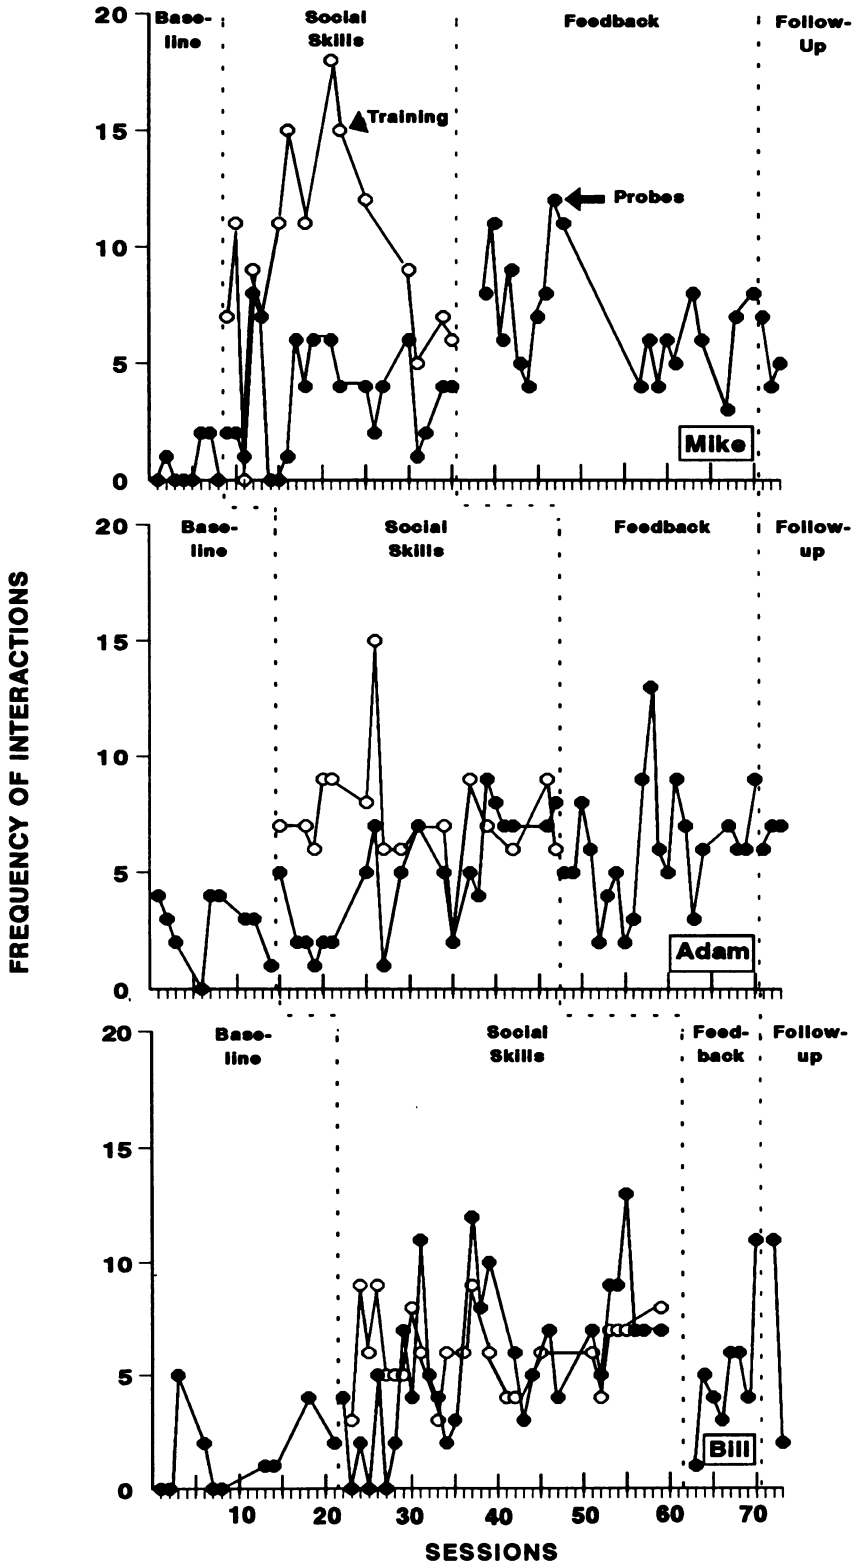 FREQUENCY OF INTERACTIONS
20
15
10
5
0
Base-
line
Social
Skills
Feedback
Follow-
Up
Training
Probes
Mike
20
15
10
5
0
Base-
line
Social
Skills
Feedback
Follow-
up
Adam
20
15
10
5
0
Base-
line
Social
Skills
Feed-
back
Follow-
up
Bill
10 20 30 40 50 60 70
SESSIONS